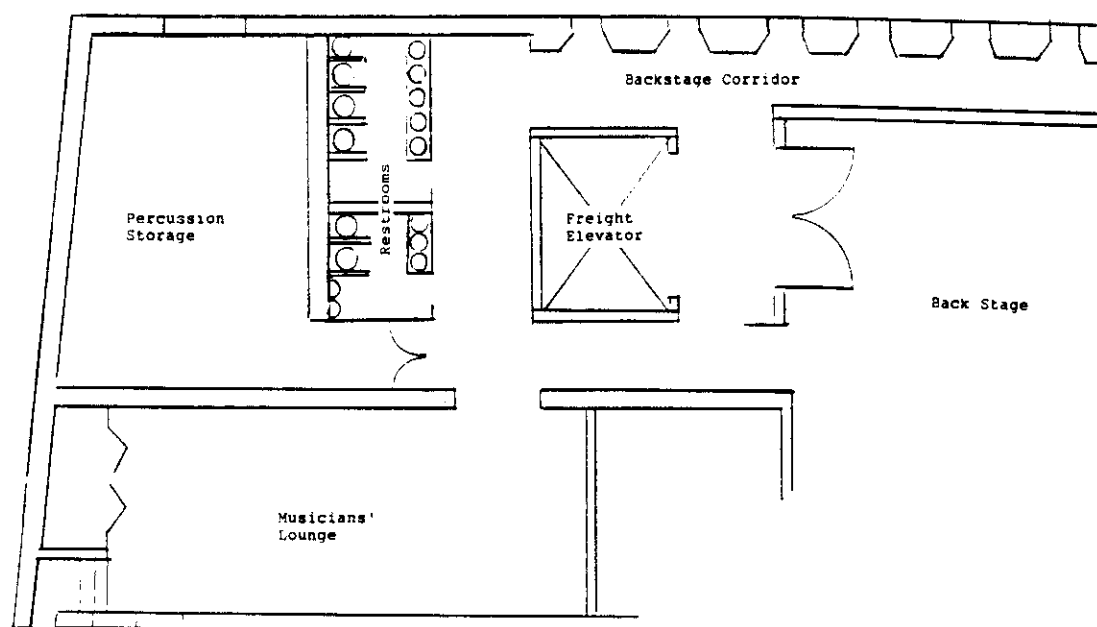 Backstage Corridor
Restrooms
Percussion
Storage
Freight
Elevator
Back Stage
Musicians'
Lounge